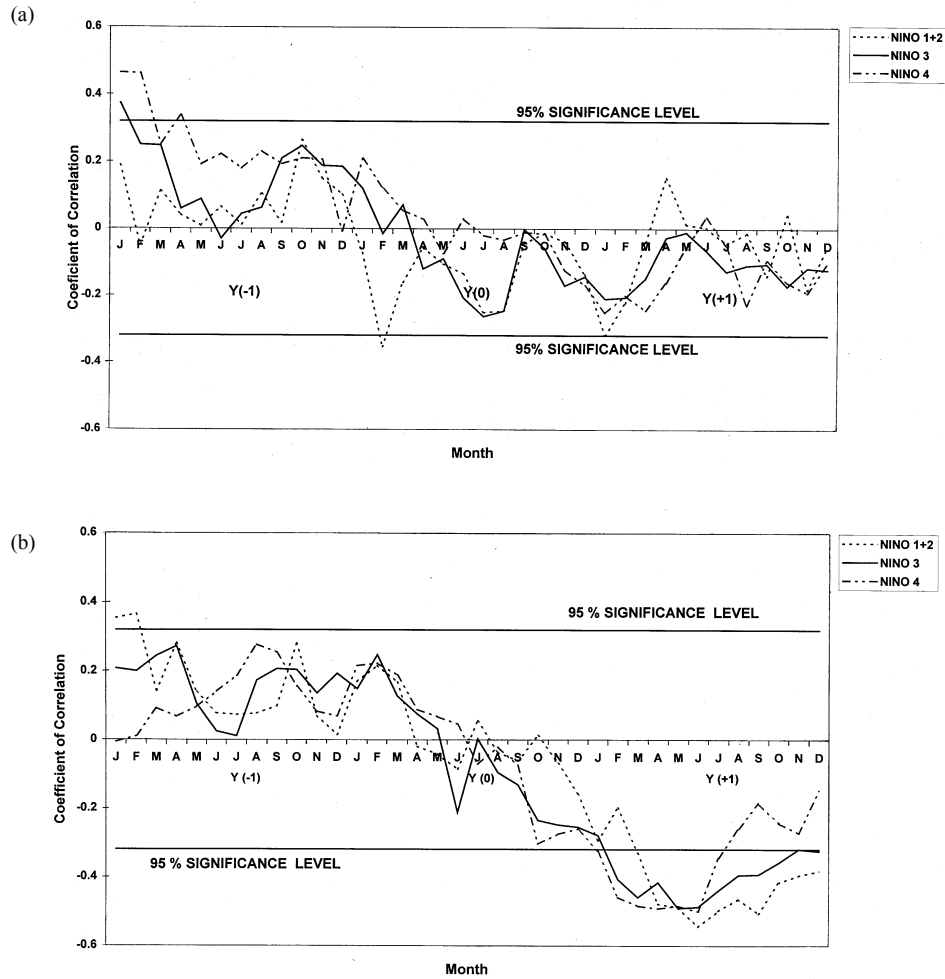 (a)
0.6
0.4
0.2
0
-0.2
-0.4
-0.6
Coeficient of Correlation
95% SIGNIFICANCE LEVEL
J F M A M J J A S O N D J F M A M J J A S O N D J F M A M J J A S O N D
Y(-1) Y(0) Y(+1)
95% SIGNIFICANCE LEVEL
Month
NINO 1+2
NINO 3
NINO 4
(b)
0.6
0.4
0.2
0
-0.2
-0.4
-0.6
Coefficient of Correlation
95 % SIGNIFICANCE LEVEL
J F M A M J J A S O N D J F M A M J J A S O N D J F M A M J J A S O N D
Y (-1) Y (0) Y (+1)
95 % SIGNIFICANCE LEVEL
Month
NINO 1+2
NINO 3
NINO 4